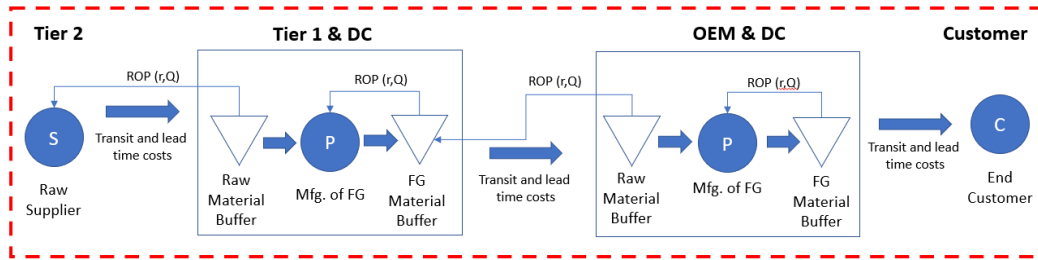 Tier 2
Tier 1 & DC
OEM & DC
Customer
ROP (r,Q)
ROP (r,Q)
ROP (r,Q)
ROP (r,Q)
S
P
P
C
Transit and lead
time costs
Transit and lead
time costs
Transit and lead
time costs
Raw
Supplier
Raw
Material
Buffer
Mfg. of FG
FG
Material
Buffer
Raw
Material
Buffer
Mfg. of FG
FG
Material
Buffer
End
Customer